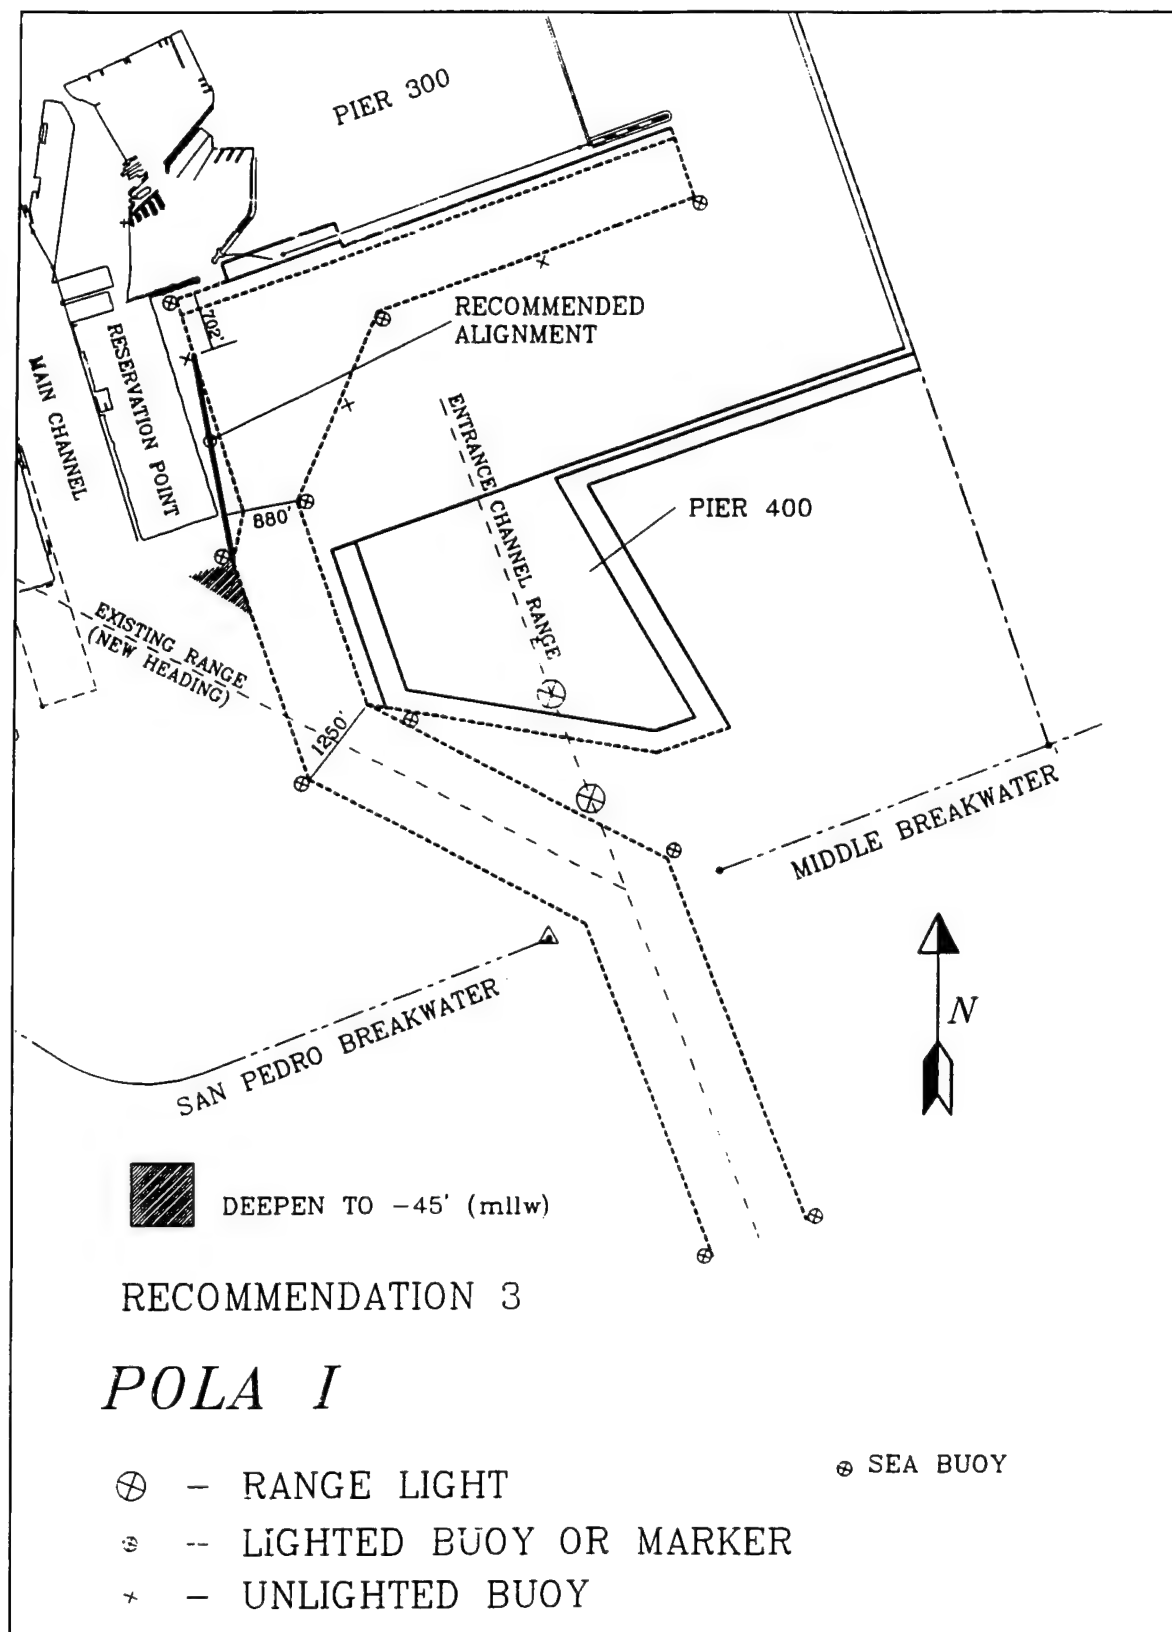 PIER 300
RECOMMENDED
ALIGNMENT
702'
RESERVATION POINT
MAIN CHANNEL
ENTRANCE CHANNEL RANGE
PIER 400
880'
EXISTING RANGE
(NEW HEADING)
1250'
MIDDLE BREAKWATER
SAN PEDRO BREAKWATER
N
DEEPEN TO -45' (mllw)
RECOMMENDATION 3
POLA I
- RANGE LIGHT
SEA BUOY
-- LIGHTED BUOY OR MARKER
- UNLIGHTED BUOY